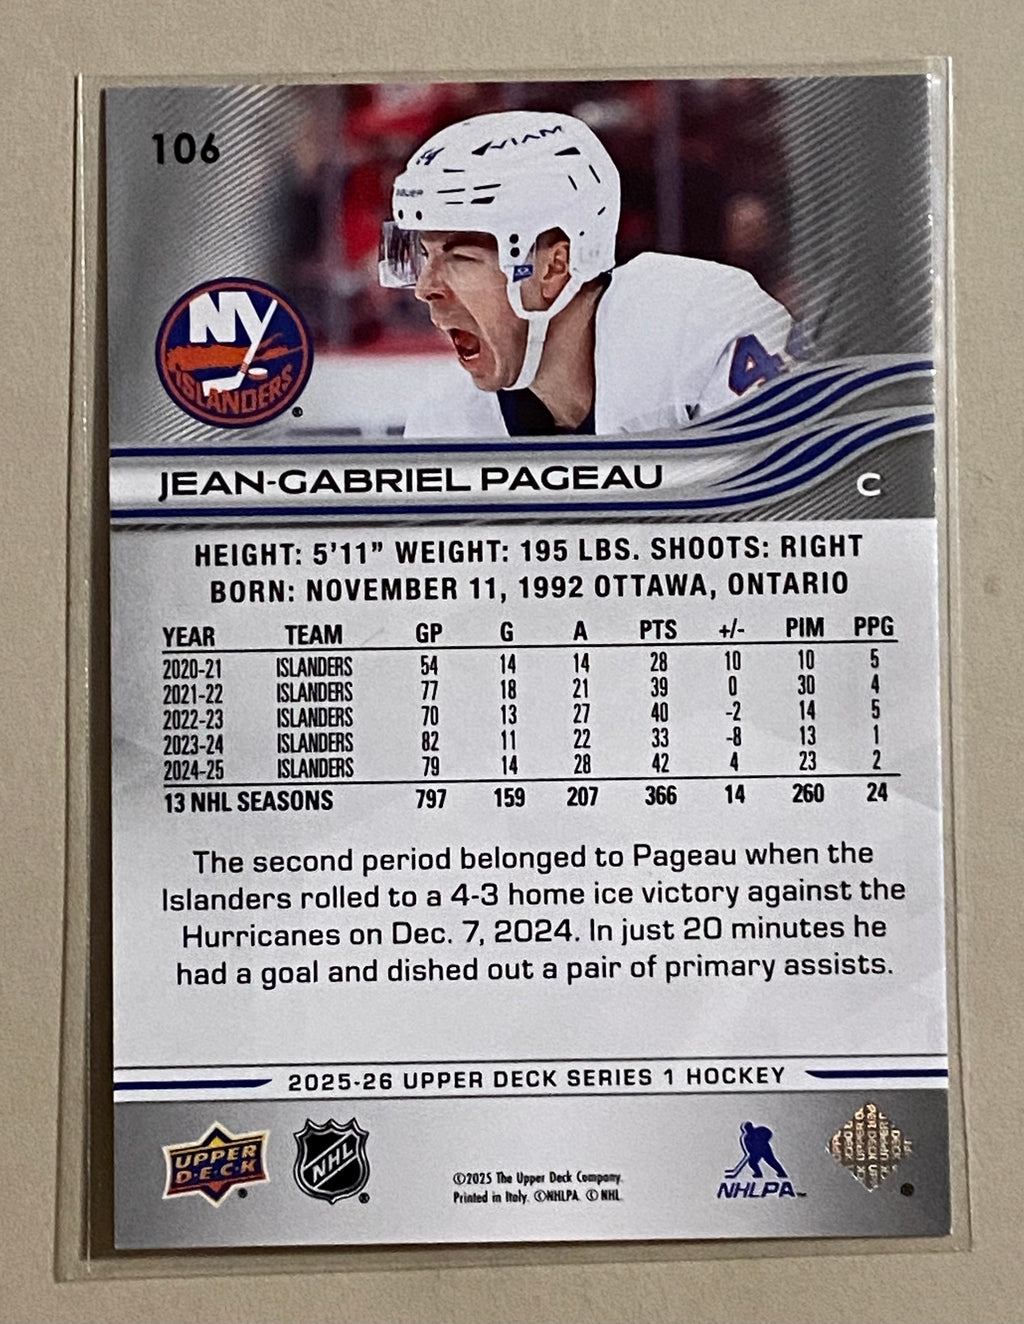 106
VIAM
BAUER
NY
ISLANDERS
4
JEAN-GABRIEL PAGEAU
C
HEIGHT: 5'11” WEIGHT: 195 LBS. SHOOTS: RIGHT
BORN: NOVEMBER 11, 1992 OTTAWA, ONTARIO
YEAR TEAM GP G A PTS +/- PIM PPG
2020-21 ISLANDERS 54 14 14 28 10 10 5
2021-22 ISLANDERS 77 18 21 39 0 30 4
2022-23 ISLANDERS 70 13 27 40 -2 14 5
2023-24 ISLANDERS 82 11 22 33 -8 13 1
2024-25 ISLANDERS 79 14 28 42 4 23 2
13 NHL SEASONS 797 159 207 366 14 260 24
The second period belonged to Pageau when the
Islanders rolled to a 4-3 home ice victory against the
Hurricanes on Dec. 7, 2024. In just 20 minutes he
had a goal and dished out a pair of primary assists.
2025-26 UPPER DECK SERIES 1 HOCKEY
UPPER
D·E·C·K
®
NHL
®
©2025 The Upper Deck Company.
Printed in Italy. ©NHLPA. © NHL
NHLPA™
UPPER DECK